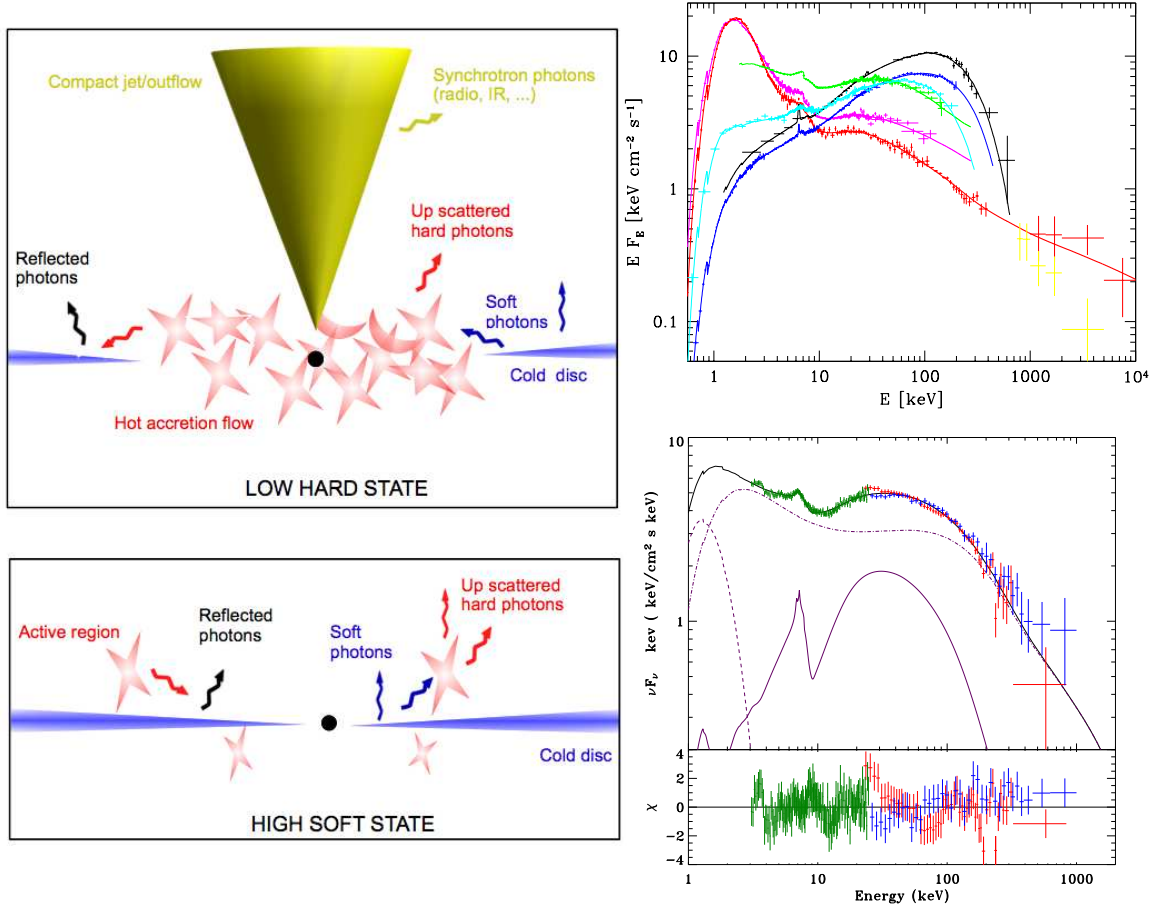 Compact jet/outflow
Synchrotron photons
(radio, IR, ...)
Up scattered
hard photons
Reflected
photons
Soft
photons
Cold disc
Hot accretion flow
LOW HARD STATE
Active region
Reflected
photons
Soft
photons
Up scattered
hard photons
Cold disc
HIGH SOFT STATE
10
1
0.1
E F_E [keV cm⁻² s⁻¹]
1 10 100 1000 10⁴
E [keV]
10
1
νF_ν keV ( keV/cm² s keV)
4
2
0
-2
-4
χ
1 10 100 1000
Energy (keV)